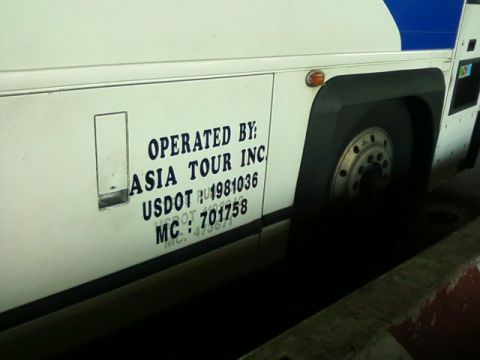 OPERATED BY:
ASIA TOUR INC.
USDOT : 1981036
MC : 701758